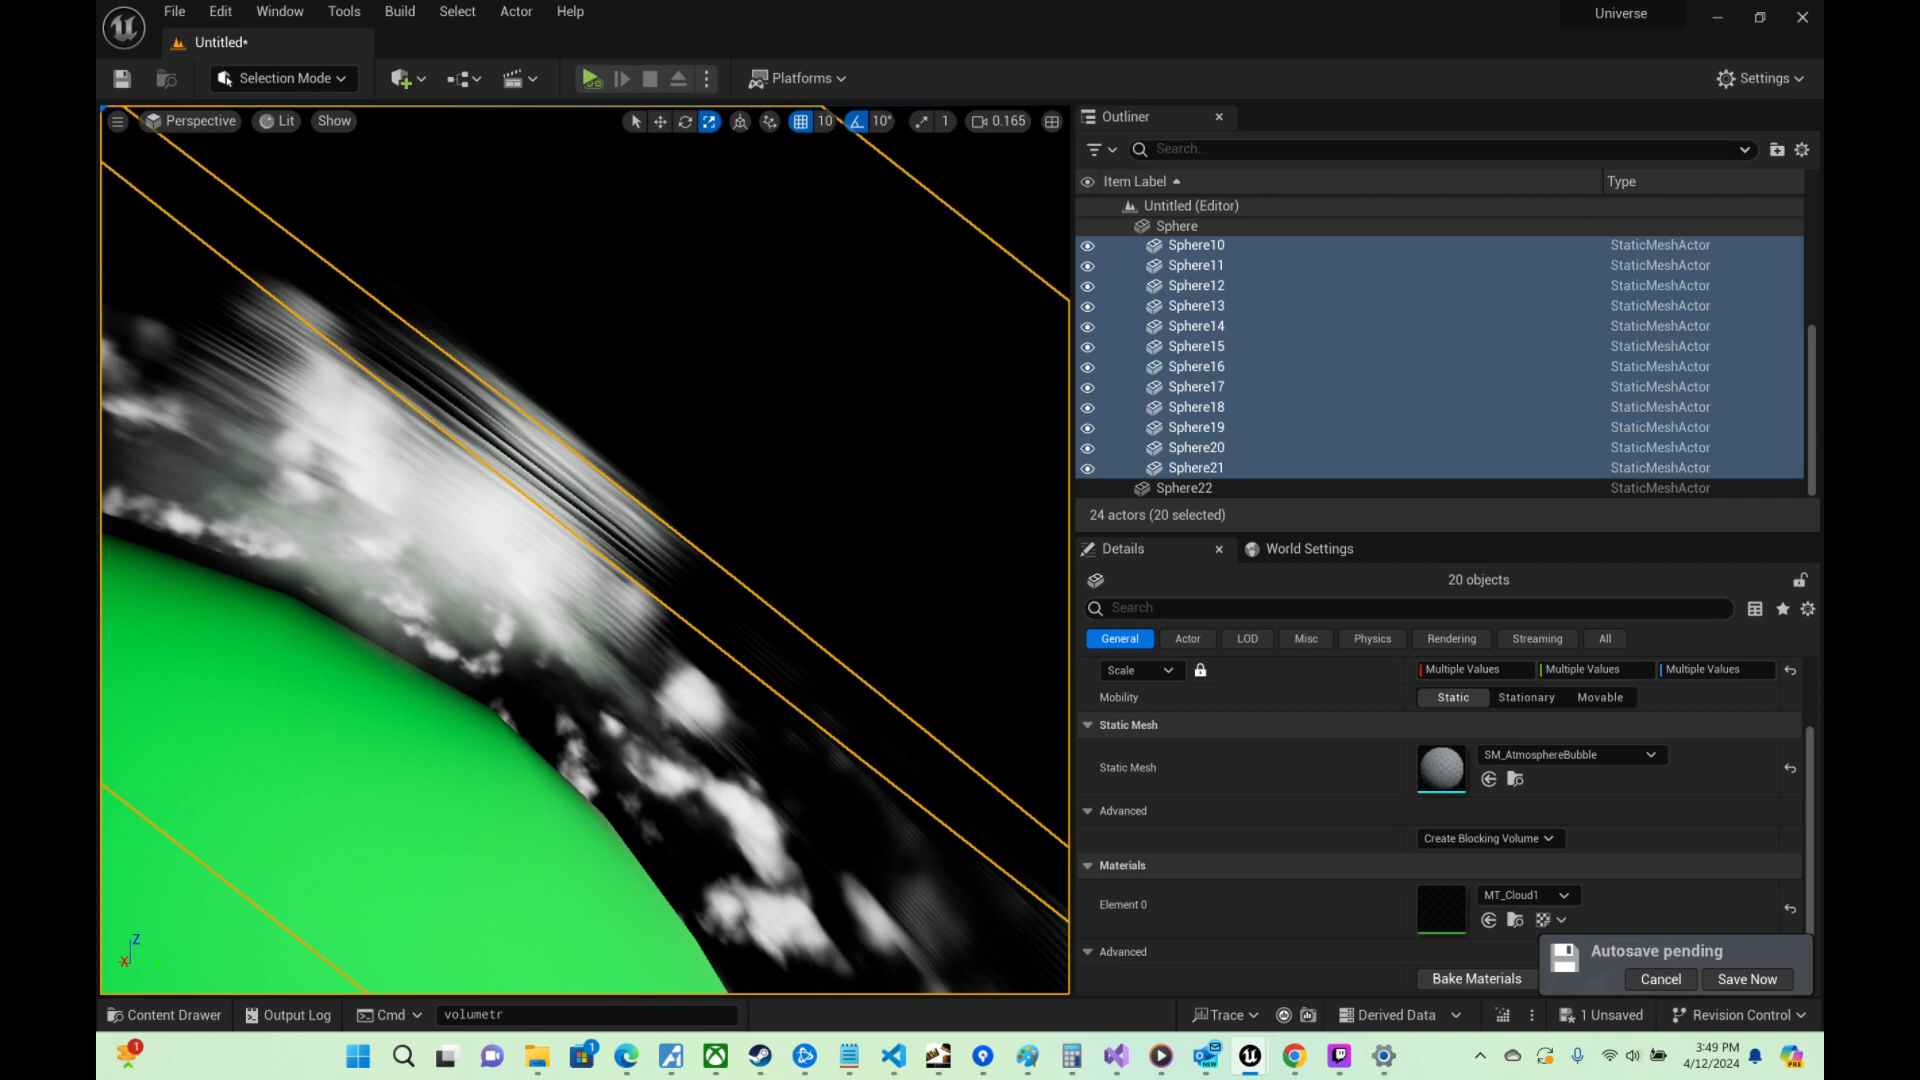 File Edit Window Tools Build Select Actor Help
Universe
Untitled*
Selection Mode
Platforms
Settings
Perspective Lit Show
10 10° 1 0.165
Outliner
Search...
Item Label Type
Untitled (Editor)
Sphere
Sphere10 StaticMeshActor
Sphere11 StaticMeshActor
Sphere12 StaticMeshActor
Sphere13 StaticMeshActor
Sphere14 StaticMeshActor
Sphere15 StaticMeshActor
Sphere16 StaticMeshActor
Sphere17 StaticMeshActor
Sphere18 StaticMeshActor
Sphere19 StaticMeshActor
Sphere20 StaticMeshActor
Sphere21 StaticMeshActor
Sphere22 StaticMeshActor
24 actors (20 selected)
Details World Settings
20 objects
Search
General Actor LOD Misc Physics Rendering Streaming All
Scale Multiple Values Multiple Values Multiple Values
Mobility Static Stationary Movable
Static Mesh
Static Mesh SM_AtmosphereBubble
Advanced
Create Blocking Volume
Materials
Element 0 MT_Cloud1
Advanced
Bake Materials
Autosave pending
Cancel Save Now
Z
X
Content Drawer Output Log Cmd volumetr
Trace Derived Data 1 Unsaved Revision Control
1
1
NEW
3:49 PM
4/12/2024
PRE